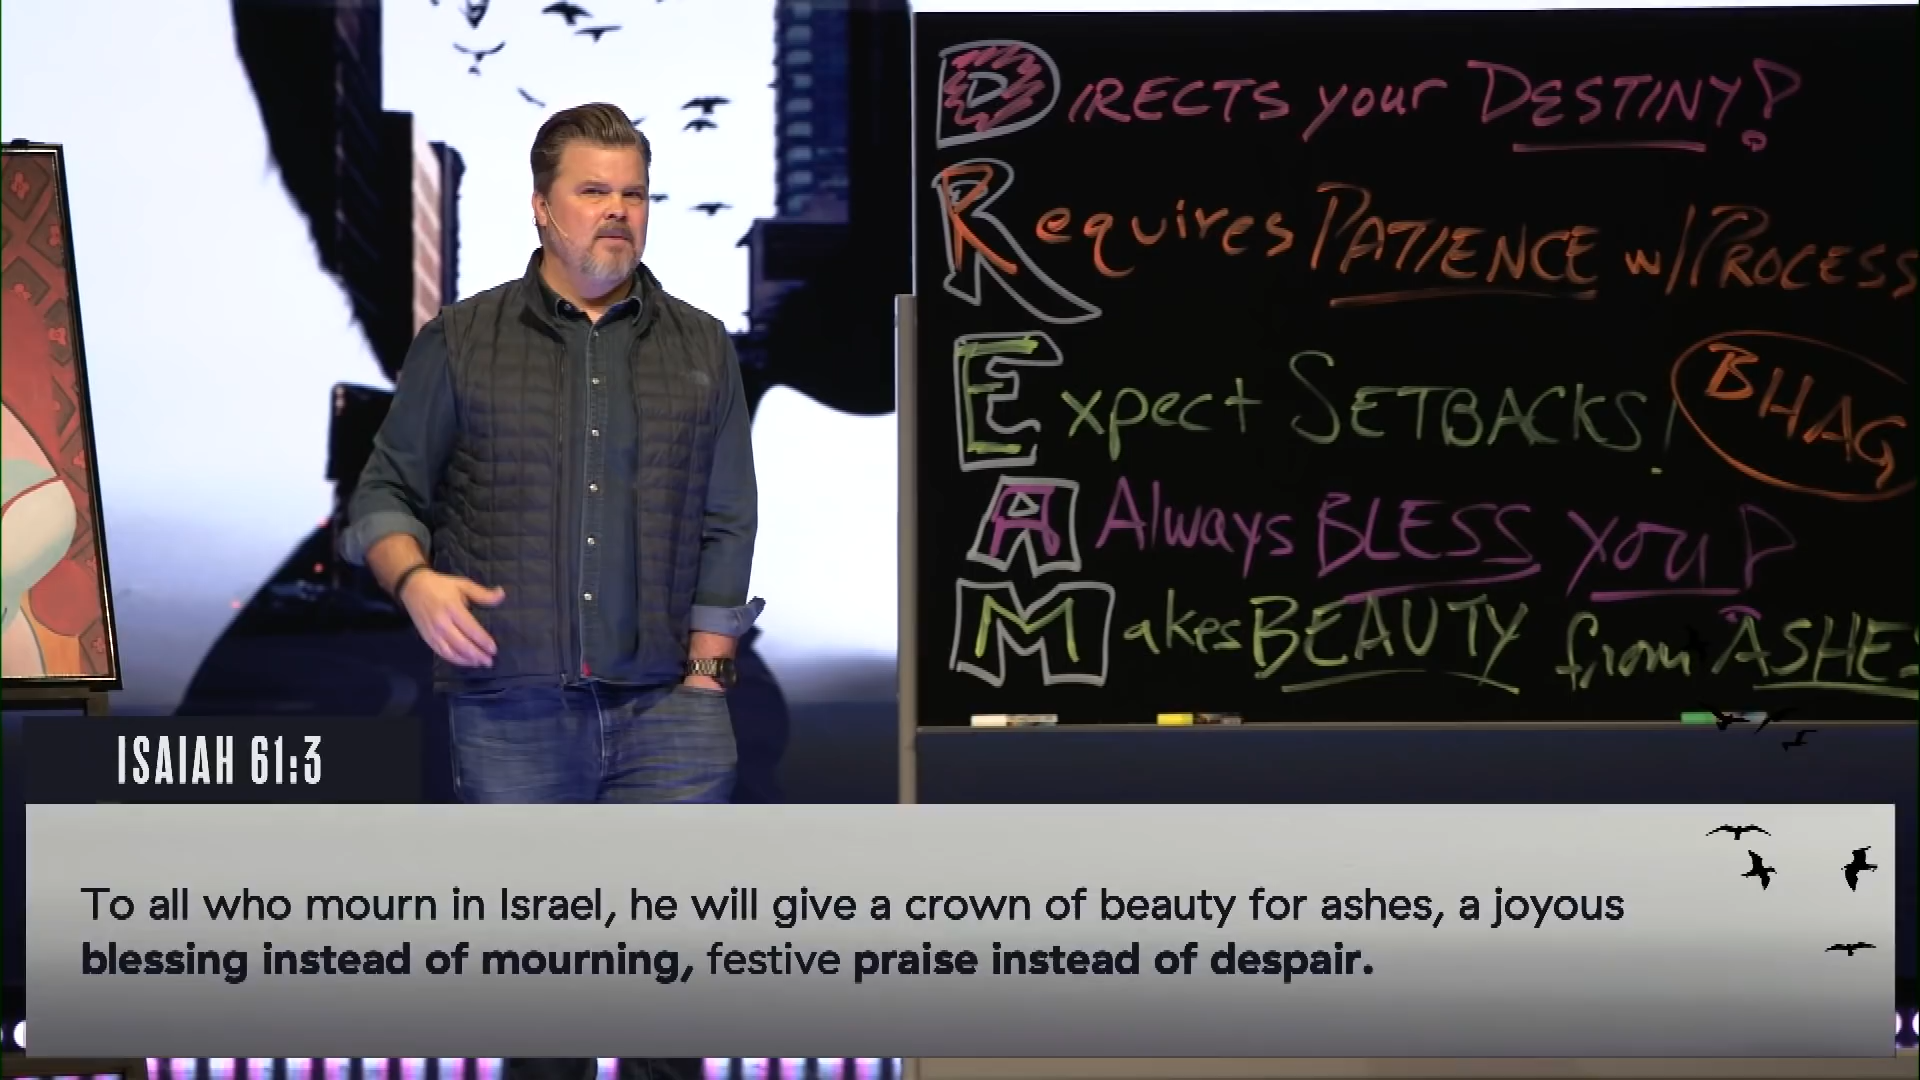 DIRECTS your DESTINY!
Requires PATIENCE w/ PROCESS
Expect SETBACKS!
BHAG
A Always BLESS you!
Makes BEAUTY from ASHES
ISAIAH 61:3
To all who mourn in Israel, he will give a crown of beauty for ashes, a joyous
blessing instead of mourning, festive praise instead of despair.